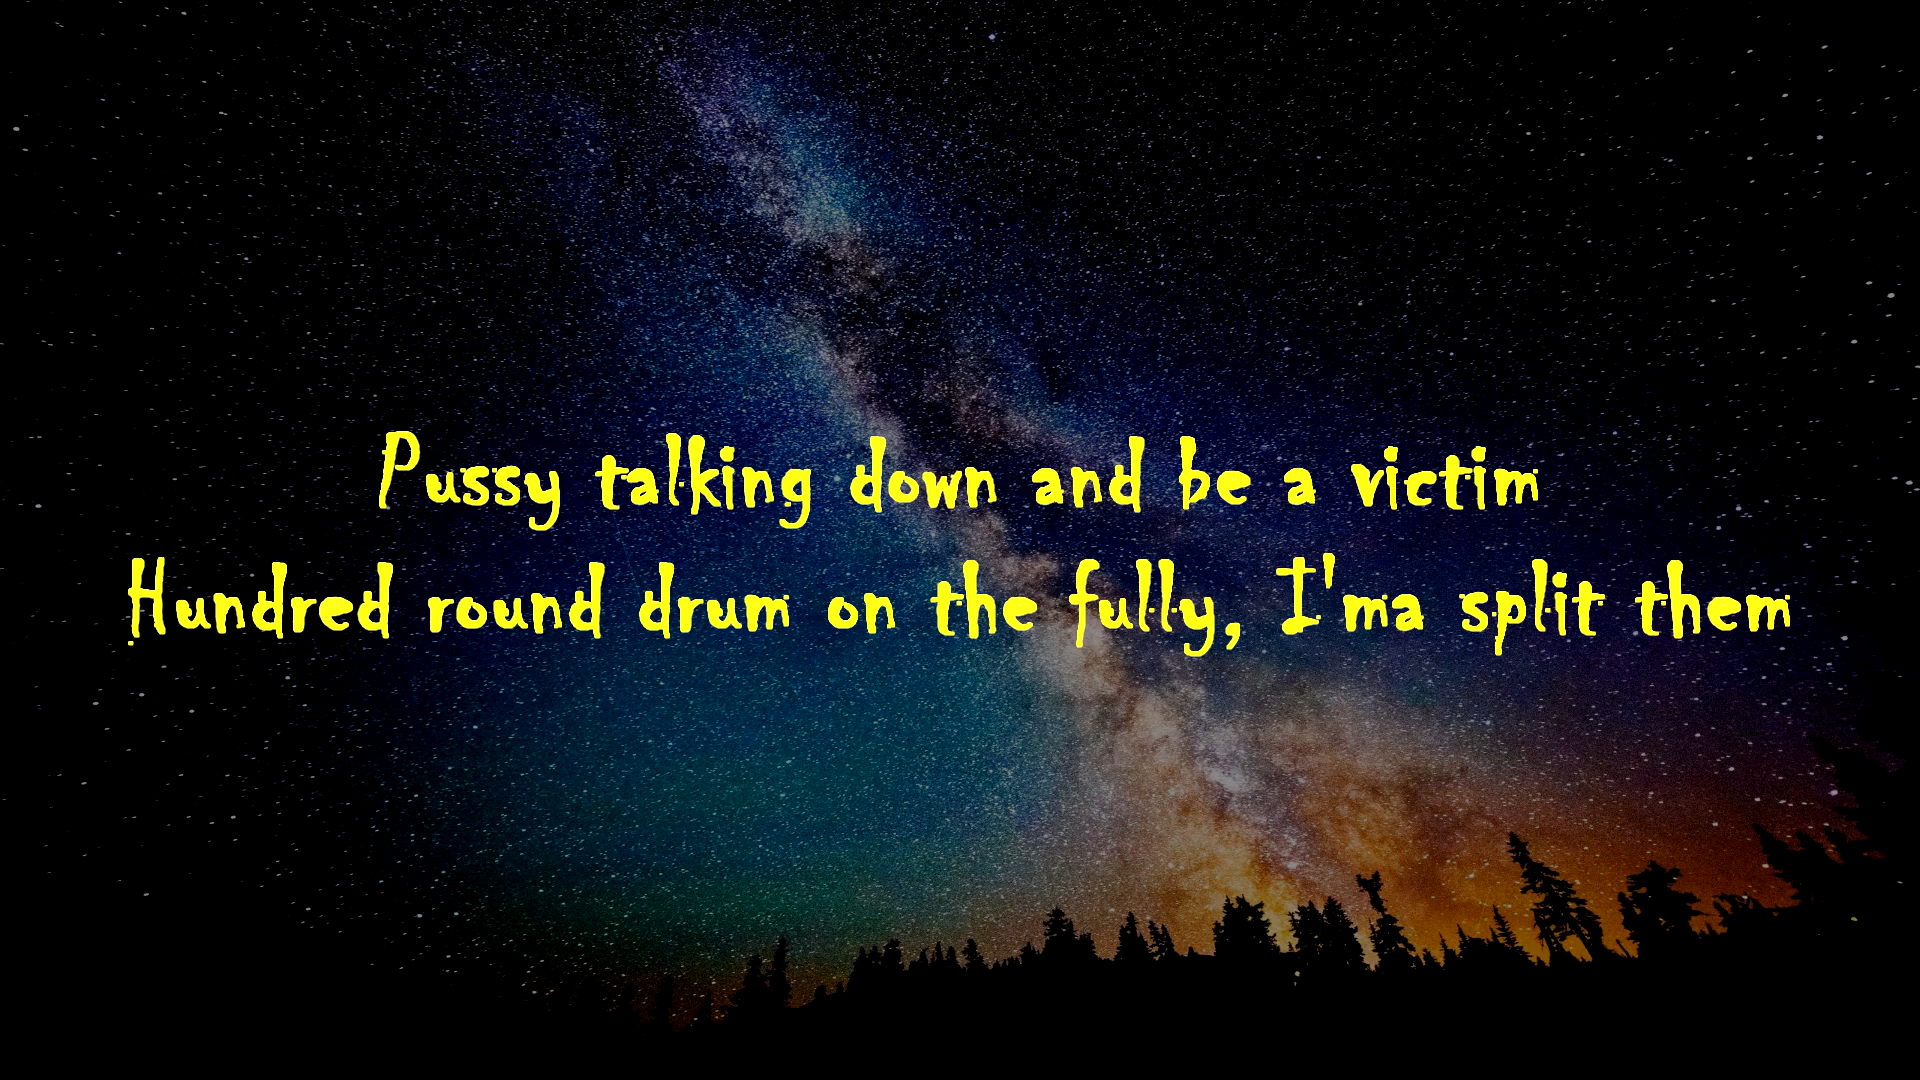 Pussy talking down and be a victim
Hundred round drum on the fully, I'ma split them